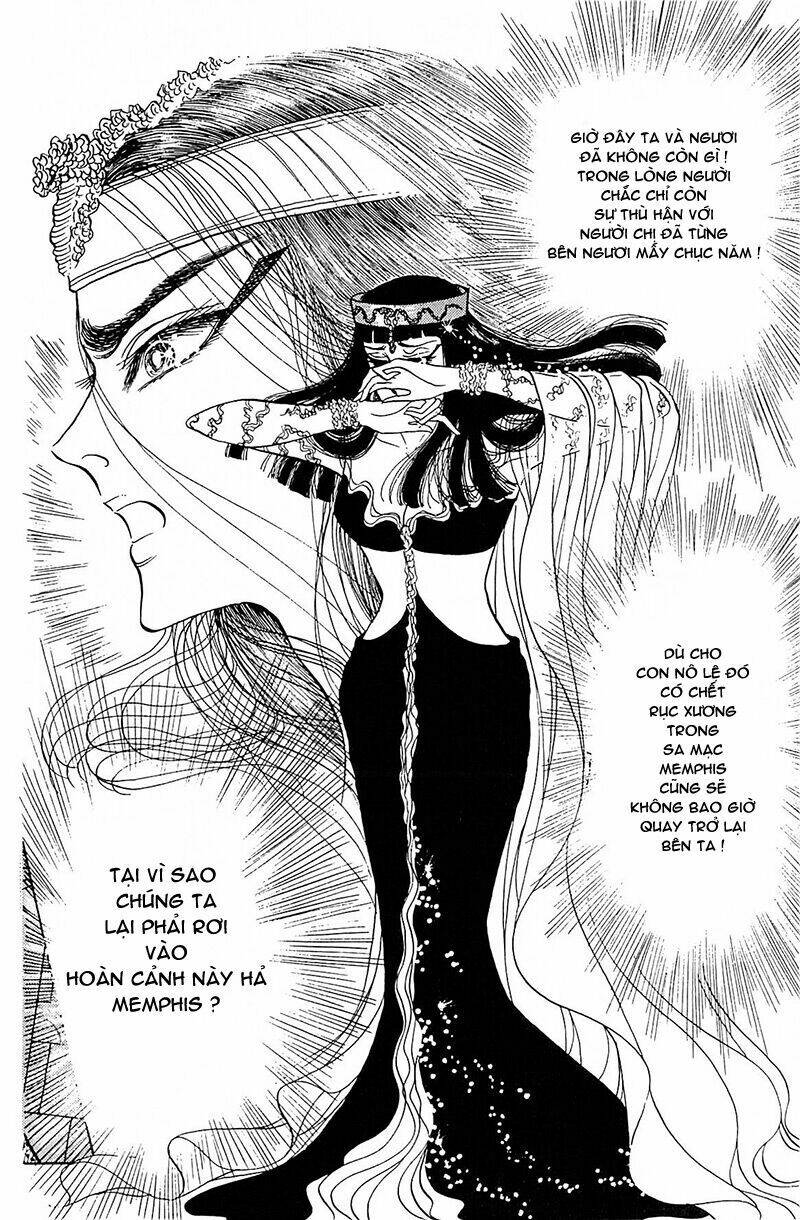 GIỜ ĐÂY TA VÀ NGƯƠI
ĐÃ KHÔNG CÒN GÌ !
TRONG LÒNG NGƯỜI
CHẮC CHỈ CÒN
SỰ THÙ HẬN VỚI
NGƯỜI CHỊ ĐÃ TỪNG
BÊN NGƯƠI MẤY CHỤC NĂM !
DÙ CHO
CON NÔ LỆ ĐÓ
CÓ CHẾT
RỤC XƯƠNG
TRONG
SA MẠC
MEMPHIS
CŨNG SẼ
KHÔNG BAO GIỜ
QUAY TRỞ LẠI
BÊN TA !
TẠI VÌ SAO
CHÚNG TA
LẠI PHẢI RƠI
VÀO
HOÀN CẢNH NÀY HẢ
MEMPHIS ?